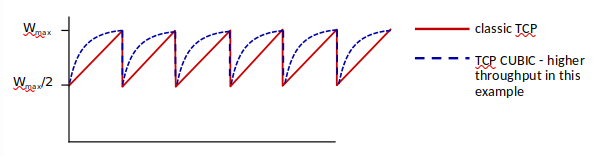 Wmax
Wmax/2
classic TCP
TCP CUBIC - higher
throughput in this
example